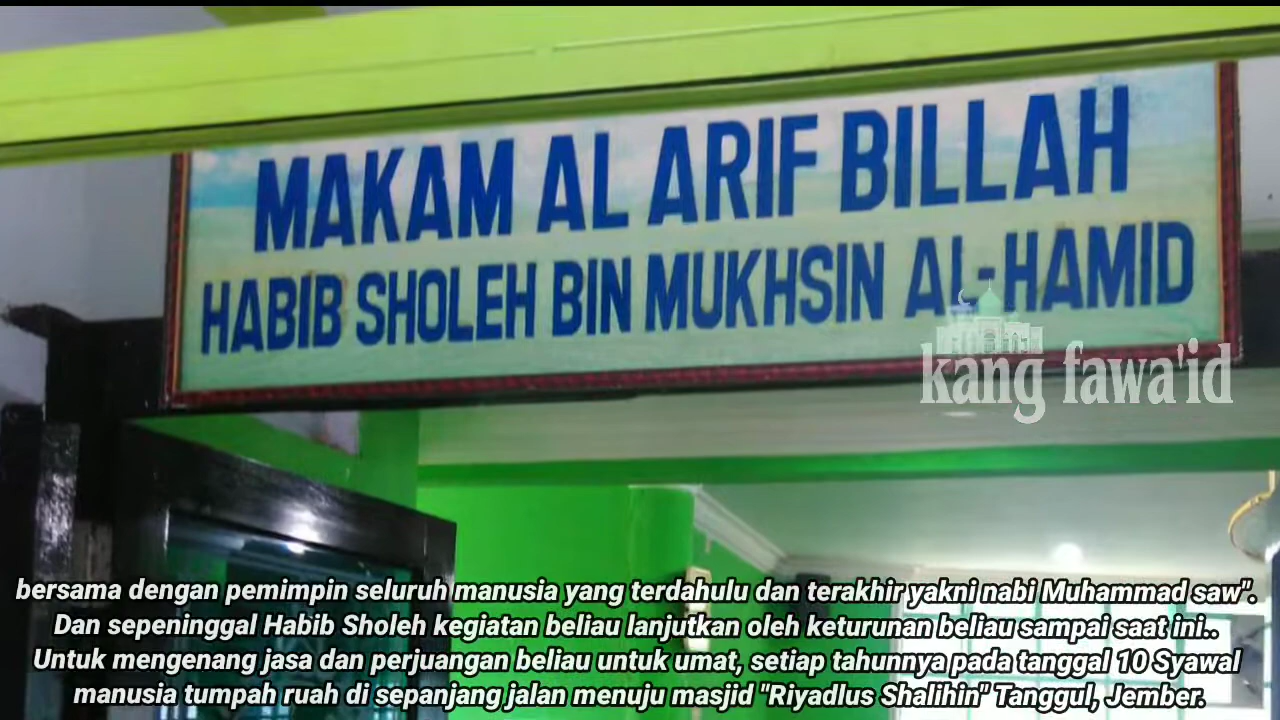 MAKAM AL ARIF BILLAH
HABIB SHOLEH BIN MUKHSIN AL-HAMID
kang fawa'id
bersama dengan pemimpin seluruh manusia yang terdahulu dan terakhir yakni nabi Muhammad saw".
Dan sepeninggal Habib Sholeh kegiatan beliau lanjutkan oleh keturunan beliau sampai saat ini..
Untuk mengenang jasa dan perjuangan beliau untuk umat, setiap tahunnya pada tanggal 10 Syawal
manusia tumpah ruah di sepanjang jalan menuju masjid "Riyadlus Shalihin" Tanggul, Jember.